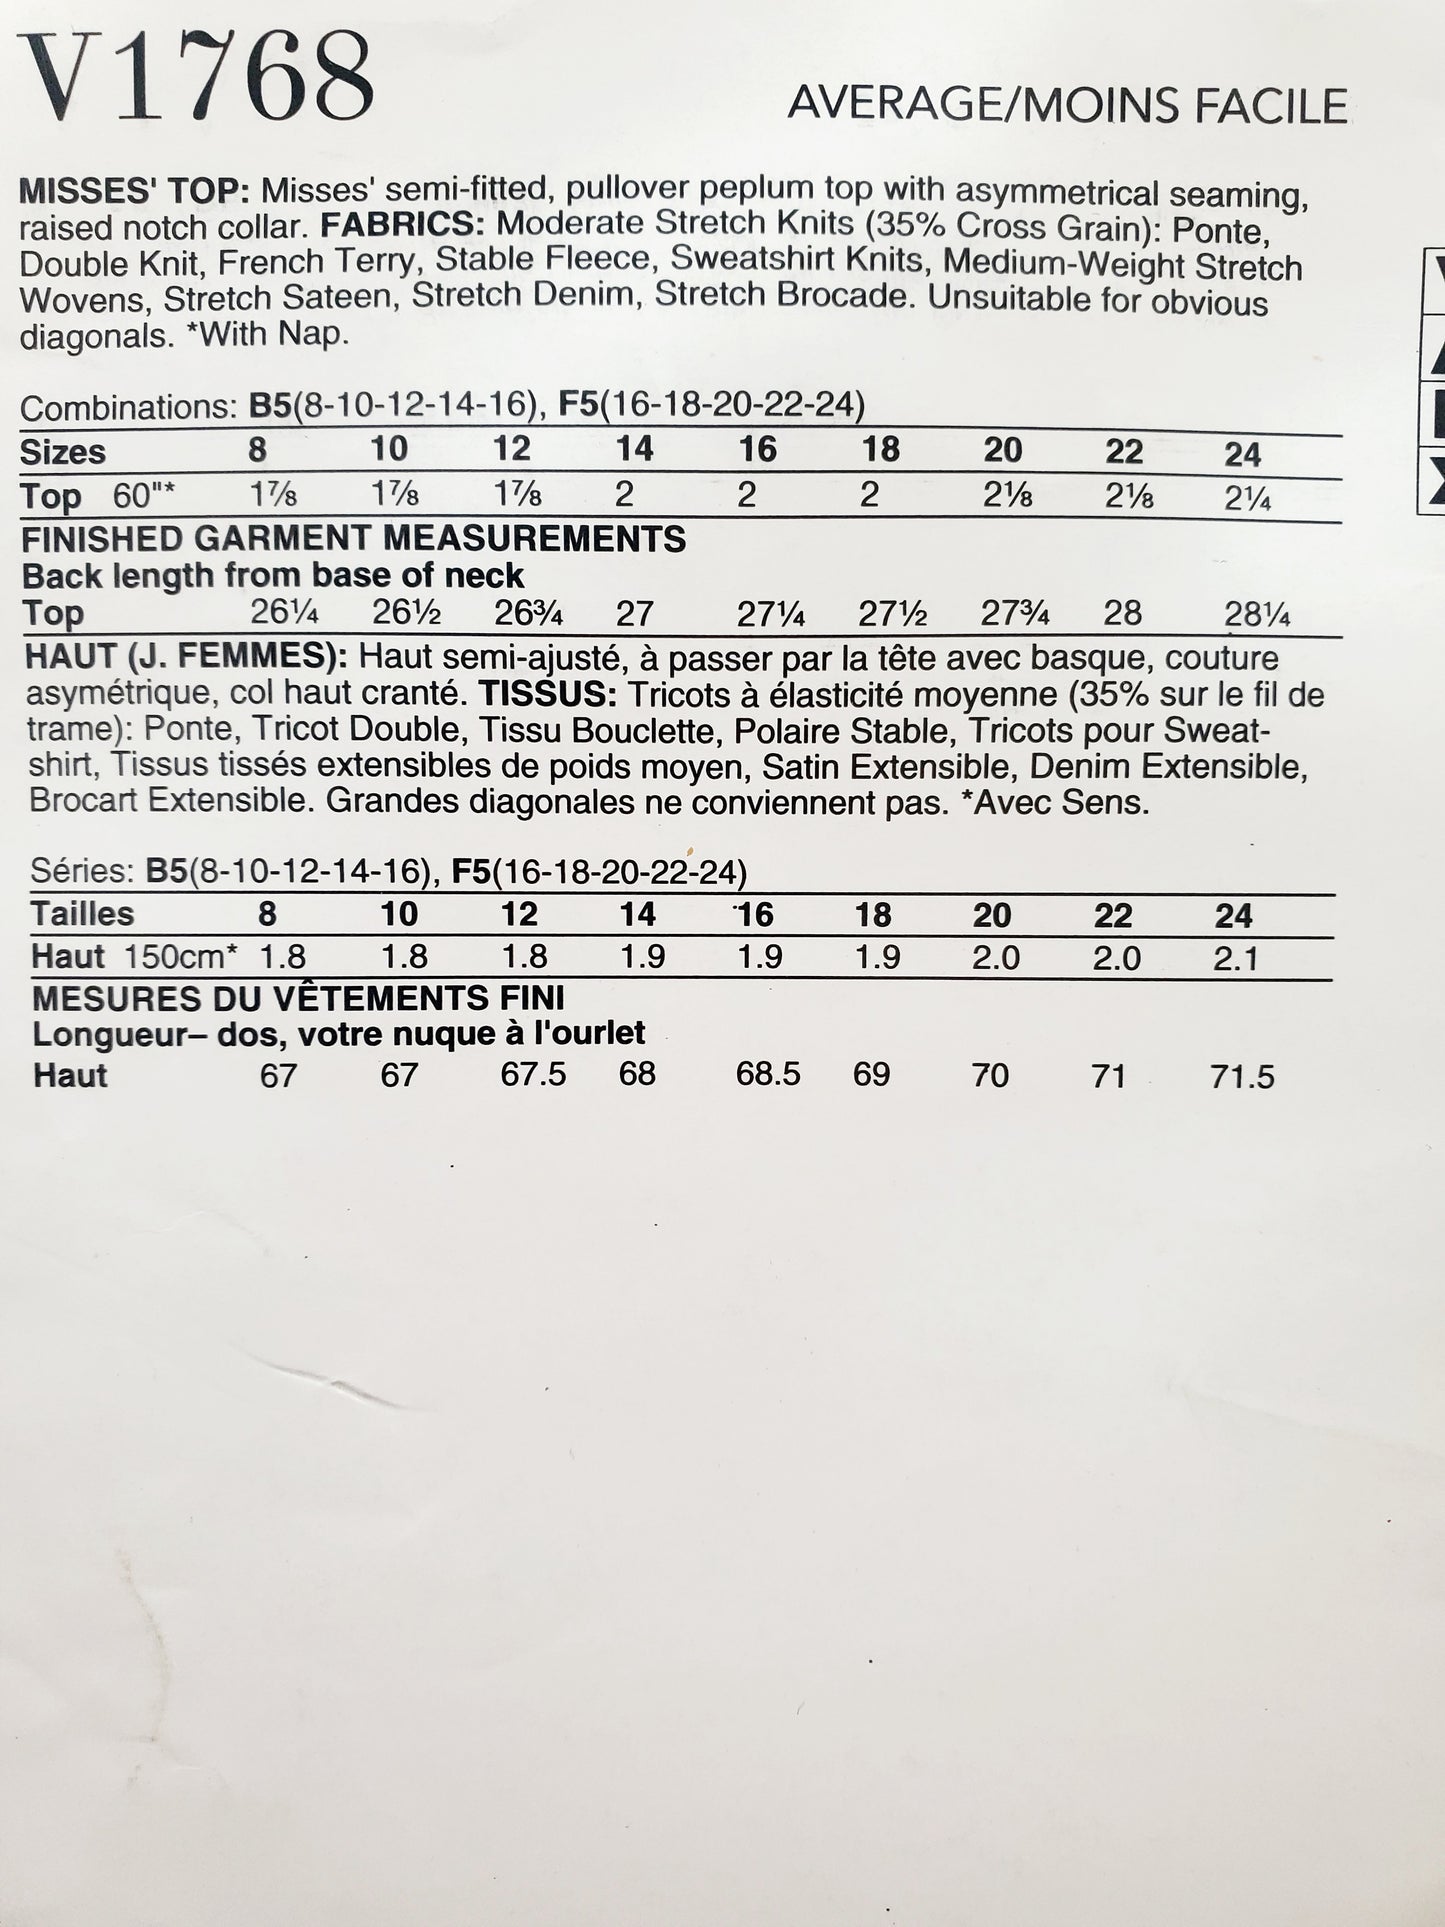 V1768
AVERAGE/MOINS FACILE
MISSES' TOP: Misses' semi-fitted, pullover peplum top with asymmetrical seaming,
raised notch collar. FABRICS: Moderate Stretch Knits (35% Cross Grain): Ponte,
Double Knit, French Terry, Stable Fleece, Sweatshirt Knits, Medium-Weight Stretch
Wovens, Stretch Sateen, Stretch Denim, Stretch Brocade. Unsuitable for obvious
diagonals. *With Nap.
Combinations: B5(8-10-12-14-16), F5(16-18-20-22-24)
Sizes 8 10 12 14 16 18 20 22 24
Top 60"* 1⅞ 1⅞ 1⅞ 2 2 2 2⅛ 2⅛ 2¼
FINISHED GARMENT MEASUREMENTS
Back length from base of neck
Top 26¼ 26½ 26¾ 27 27¼ 27½ 27¾ 28 28¼
HAUT (J. FEMMES): Haut semi-ajusté, à passer par la tête avec basque, couture
asymétrique, col haut cranté. TISSUS: Tricots à élasticité moyenne (35% sur le fil de
trame): Ponte, Tricot Double, Tissu Bouclette, Polaire Stable, Tricots pour Sweat-
shirt, Tissus tissés extensibles de poids moyen, Satin Extensible, Denim Extensible,
Brocart Extensible. Grandes diagonales ne conviennent pas. *Avec Sens.
Séries: B5(8-10-12-14-16), F5(16-18-20-22-24)
Tailles 8 10 12 14 16 18 20 22 24
Haut 150cm* 1.8 1.8 1.8 1.9 1.9 1.9 2.0 2.0 2.1
MESURES DU VÊTEMENTS FINI
Longueur– dos, votre nuque à l'ourlet
Haut 67 67 67.5 68 68.5 69 70 71 71.5